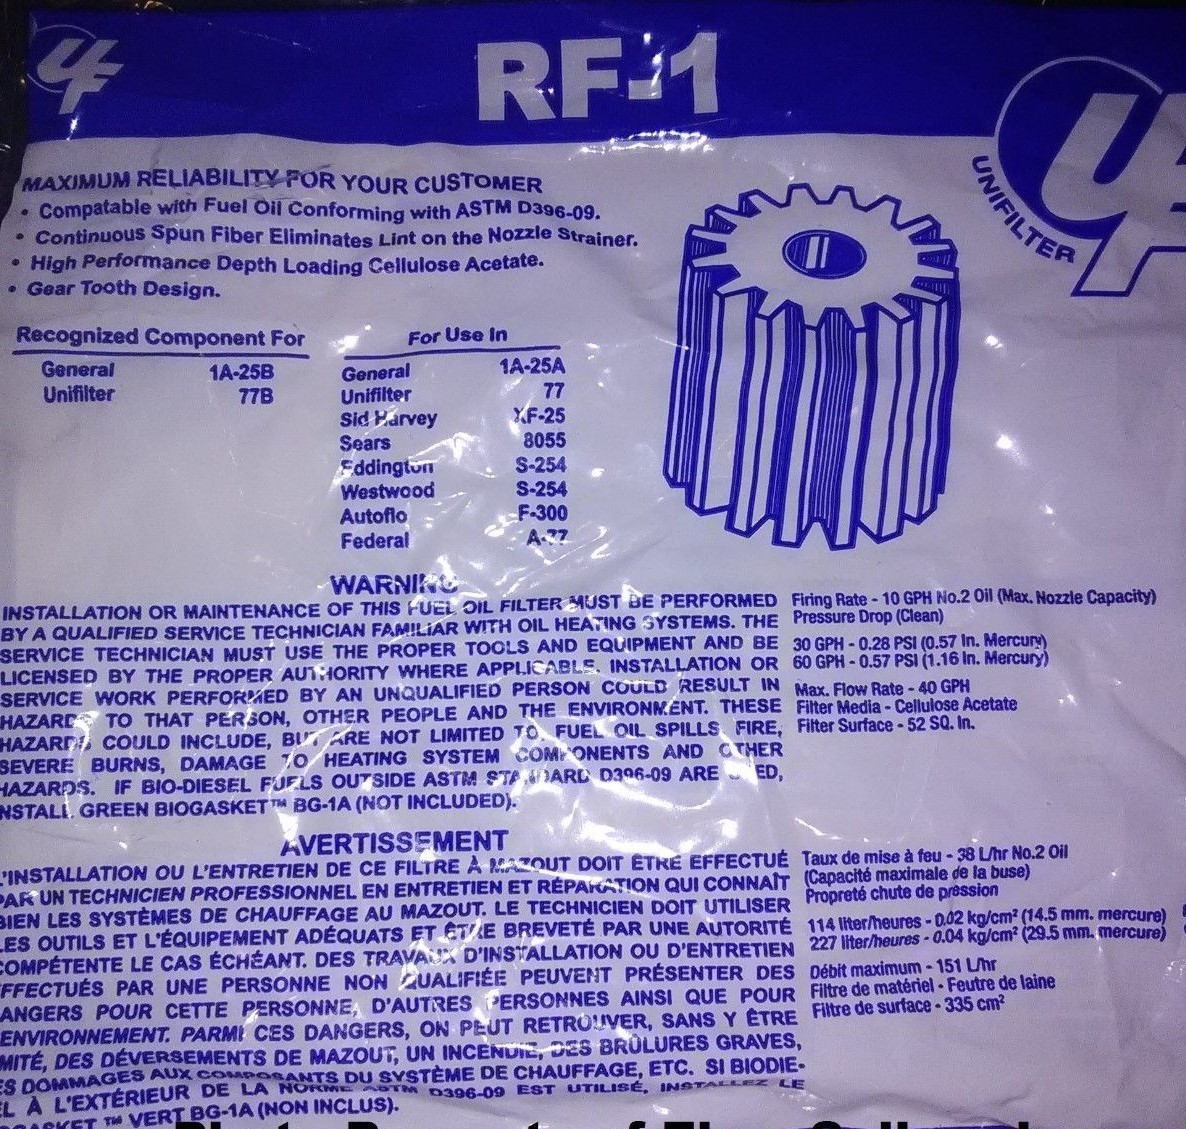 UF
RF-1
UF
UNIFILTER
MAXIMUM RELIABILITY FOR YOUR CUSTOMER
• Compatable with Fuel Oil Conforming with ASTM D396-09.
• Continuous Spun Fiber Eliminates Lint on the Nozzle Strainer.
• High Performance Depth Loading Cellulose Acetate.
• Gear Tooth Design.
Recognized Component For
General 1A-25B
Unifilter 77B
For Use In
General 1A-25A
Unifilter 77
Sid Harvey XF-25
Sears 8055
Eddington S-254
Westwood S-254
Autoflo F-300
Federal A-77
WARNING
INSTALLATION OR MAINTENANCE OF THIS FUEL OIL FILTER MUST BE PERFORMED
BY A QUALIFIED SERVICE TECHNICIAN FAMILIAR WITH OIL HEATING SYSTEMS. THE
SERVICE TECHNICIAN MUST USE THE PROPER TOOLS AND EQUIPMENT AND BE
LICENSED BY THE PROPER AUTHORITY WHERE APPLICABLE. INSTALLATION OR
SERVICE WORK PERFORMED BY AN UNQUALIFIED PERSON COULD RESULT IN
HAZARDS TO THAT PERSON, OTHER PEOPLE AND THE ENVIRONMENT. THESE
HAZARDS COULD INCLUDE, BUT ARE NOT LIMITED TO, FUEL OIL SPILLS, FIRE,
SEVERE BURNS, DAMAGE TO HEATING SYSTEM COMPONENTS AND OTHER
HAZARDS. IF BIO-DIESEL FUELS OUTSIDE ASTM STANDARD D396-09 ARE USED,
NSTALL GREEN BIOGASKET™ BG-1A (NOT INCLUDED).
Firing Rate - 10 GPH No.2 Oil (Max. Nozzle Capacity)
Pressure Drop (Clean)
30 GPH - 0.28 PSI (0.57 In. Mercury)
60 GPH - 0.57 PSI (1.16 In. Mercury)
Max. Flow Rate - 40 GPH
Filter Media - Cellulose Acetate
Filter Surface - 52 SQ. In.
AVERTISSEMENT
L'INSTALLATION OU L'ENTRETIEN DE CE FILTRE À MAZOUT DOIT ÊTRE EFFECTUÉ
PAR UN TECHNICIEN PROFESSIONNEL EN ENTRETIEN ET RÉPARATION QUI CONNAÎT
BIEN LES SYSTÈMES DE CHAUFFAGE AU MAZOUT. LE TECHNICIEN DOIT UTILISER
LES OUTILS ET L'ÉQUIPEMENT ADÉQUATS ET ÊTRE BREVETÉ PAR UNE AUTORITÉ
COMPÉTENTE LE CAS ÉCHÉANT. DES TRAVAUX D'INSTALLATION OU D'ENTRETIEN
FFECTUÉS PAR UNE PERSONNE NON QUALIFIÉE PEUVENT PRÉSENTER DES
ANGERS POUR CETTE PERSONNE, D'AUTRES PERSONNES AINSI QUE POUR
ENVIRONNEMENT. PARMI CES DANGERS, ON PEUT RETROUVER, SANS Y ÊTRE
MITÉ, DES DÉVERSEMENTS DE MAZOUT, UN INCENDIE, DES BRÛLURES GRAVES,
ES DOMMAGES AUX COMPOSANTS DU SYSTÈME DE CHAUFFAGE, ETC. SI BIODIE-
EL À L'EXTÉRIEUR DE LA NORME ASTM D396-09 EST UTILISÉ, INSTALLEZ LE
OGASKET ™ VERT BG-1A (NON INCLUS).
Taux de mise à feu - 38 L/hr No.2 Oil
(Capacité maximale de la buse)
Propreté chute de pression
114 liter/heures - 0.02 kg/cm² (14.5 mm. mercure)
227 liter/heures - 0.04 kg/cm² (29.5 mm. mercure)
Débit maximum - 151 L/hr
Filtre de matériel - Feutre de laine
Filtre de surface - 335 cm²